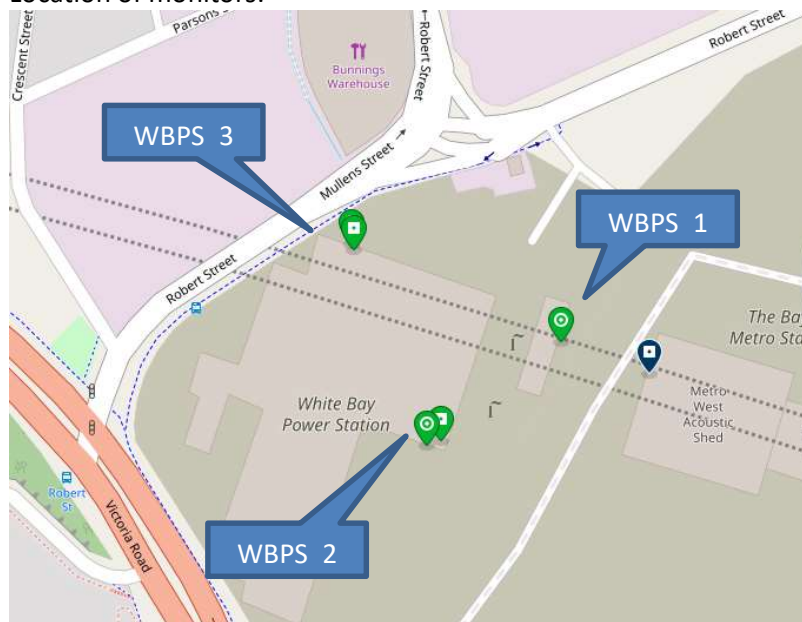 Location of monitors:
Parsons S
Crescent Street
←Robert Street
Robert Street
Bunnings
Warehouse
WBPS 3
Mullens Street →
WBPS 1
Robert Street
The Ba
Metro Sta
White Bay
Power Station
Metro
West
Acoustic
Shed
Robert
St
Victoria Road
WBPS 2